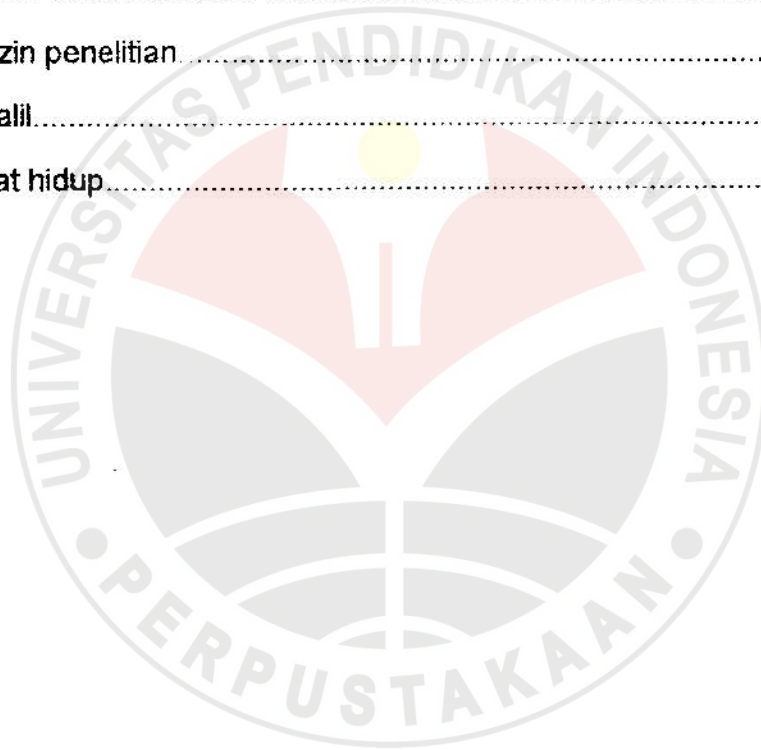 zin penelitian
alil
at hidup
UNIVERSITAS PENDIDIKAN INDONESIA
PERPUSTAKAAN